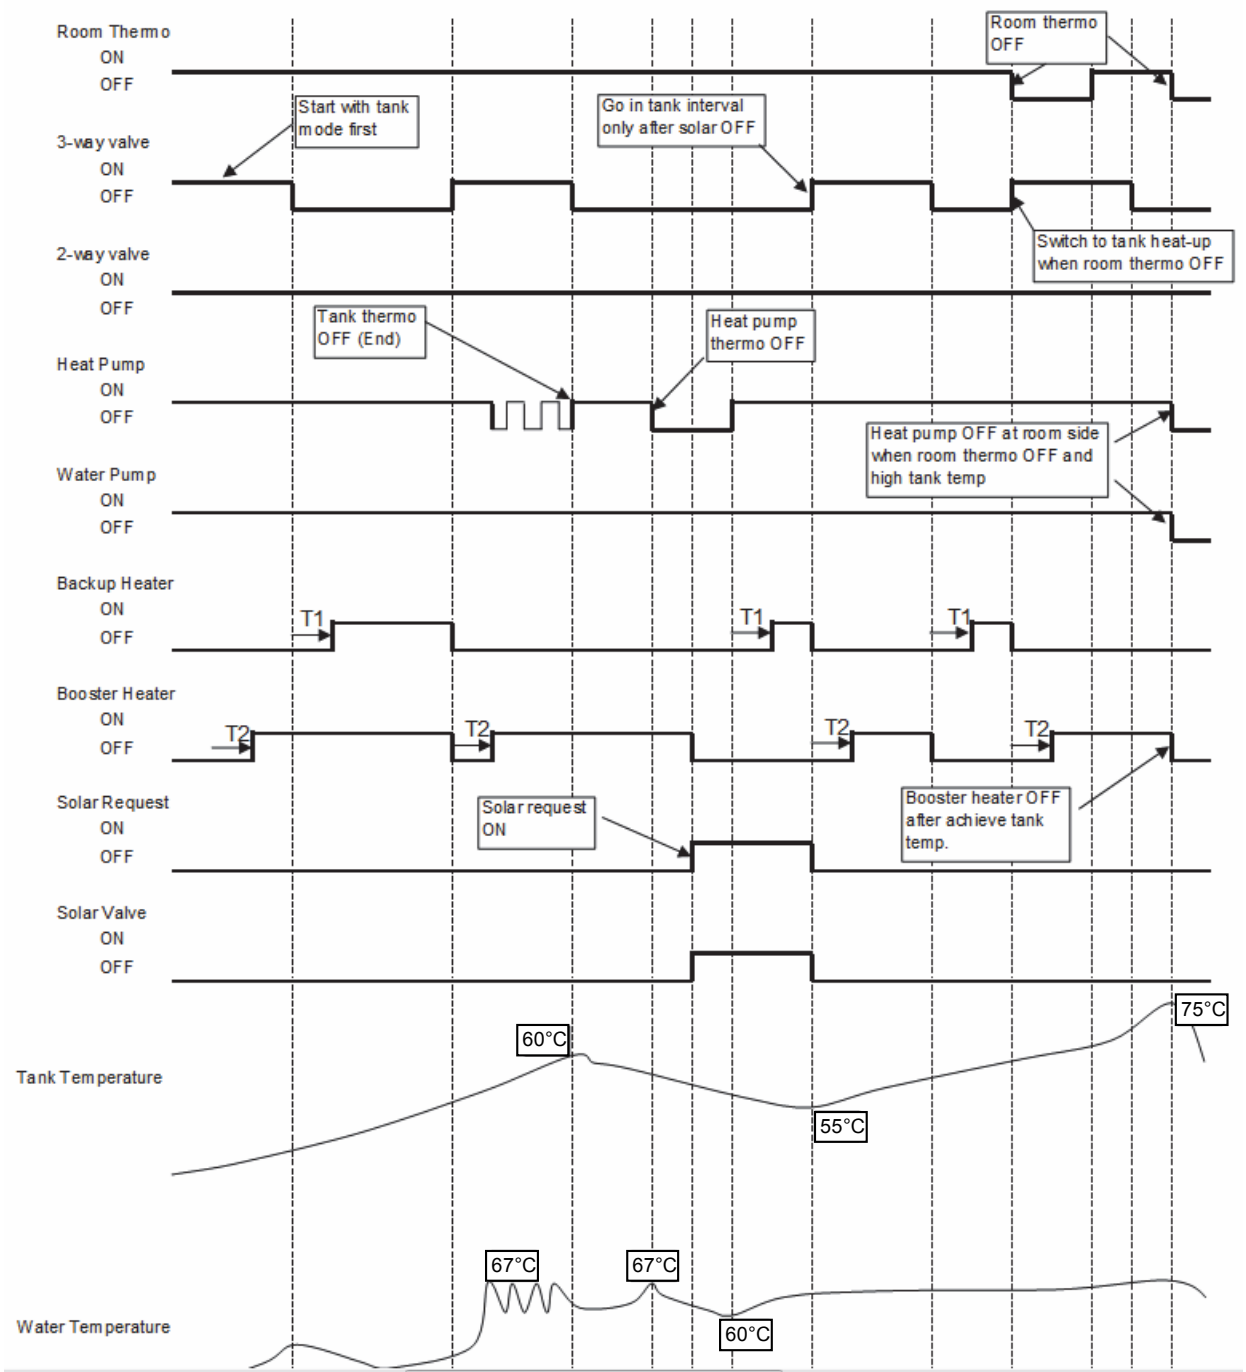 Room Thermo
ON
OFF
Room thermo
OFF
Start with tank
mode first
Go in tank interval
only after solar OFF
3-way valve
ON
OFF
Switch to tank heat-up
when room thermo OFF
2-way valve
ON
OFF
Tank thermo
OFF (End)
Heat pump
thermo OFF
Heat Pump
ON
OFF
Heat pump OFF at room side
when room thermo OFF and
high tank temp
Water Pump
ON
OFF
Backup Heater
ON
OFF
T1
T1
T1
Booster Heater
ON
OFF
T2
T2
T2
T2
Booster heater OFF
after achieve tank
temp.
Solar Request
ON
OFF
Solar request
ON
Solar Valve
ON
OFF
75°C
60°C
Tank Temperature
55°C
67°C
67°C
Water Temperature
60°C